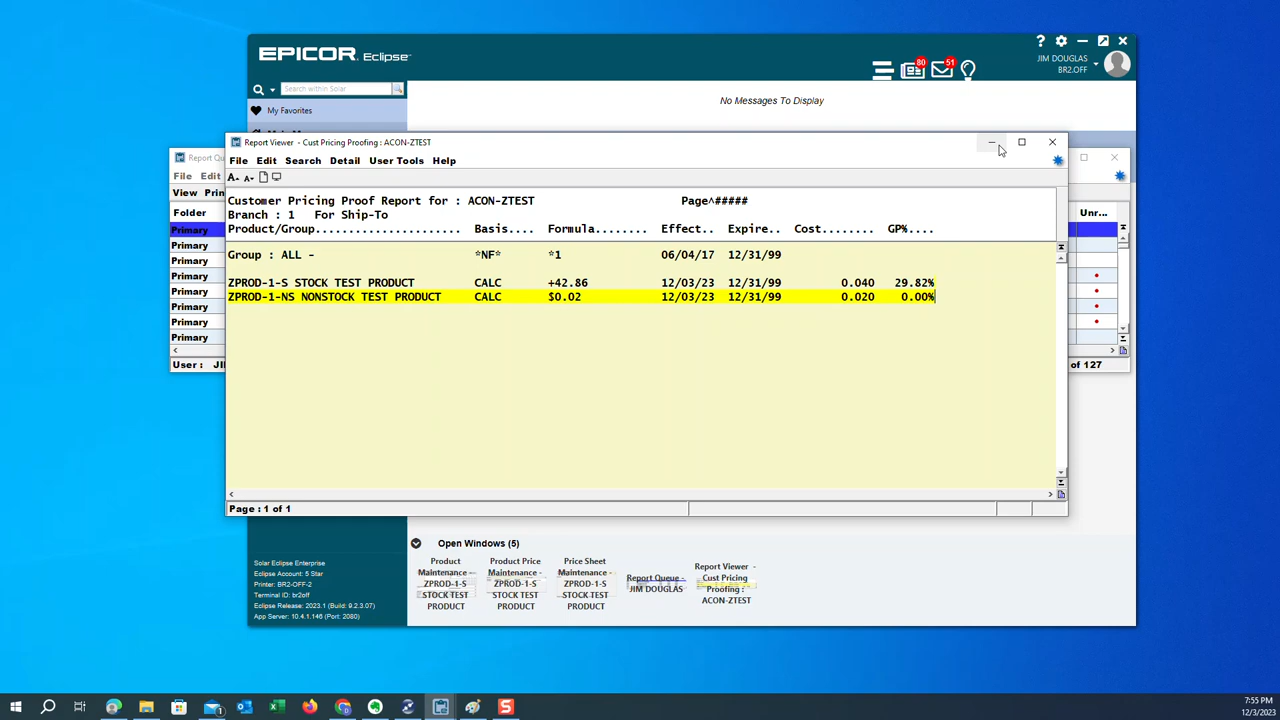 EPICOR Eclipse
JIM DOUGLAS
BR2.OFF
80
51
Search within Solar
My Favorites
No Messages To Display
Report Viewer - Cust Pricing Proofing : ACON-ZTEST
File Edit Search Detail User Tools Help
Customer Pricing Proof Report for : ACON-ZTEST Page^#####
Branch : 1 For Ship-To
Product/Group...................... Basis.... Formula........ Effect.. Expire.. Cost........ GP%....
Group : ALL - *NF* *1 06/04/17 12/31/99
ZPROD-1-S STOCK TEST PRODUCT CALC +42.86 12/03/23 12/31/99 0.040 29.82%
ZPROD-1-NS NONSTOCK TEST PRODUCT CALC $0.02 12/03/23 12/31/99 0.020 0.00%
Page : 1 of 1
Report Qu
File Edit
View Prin
Folder
Unr...
Primary
Primary
Primary
Primary
Primary
Primary
Primary
Primary
User : JI
of 127
Open Windows (5)
Product Maintenance - ZPROD-1-S STOCK TEST PRODUCT
Product Price Maintenance - ZPROD-1-S STOCK TEST PRODUCT
Price Sheet Maintenance - ZPROD-1-S STOCK TEST PRODUCT
Report Queue - JIM DOUGLAS
Report Viewer - Cust Pricing Proofing : ACON-ZTEST
Solar Eclipse Enterprise
Eclipse Account: 5 Star
Printer: BR2-OFF-2
Terminal ID: br2off
Eclipse Release: 2023.1 (Build: 9.2.3.07)
App Server: 10.4.1.146 (Port: 2080)
7:55 PM
12/3/2023